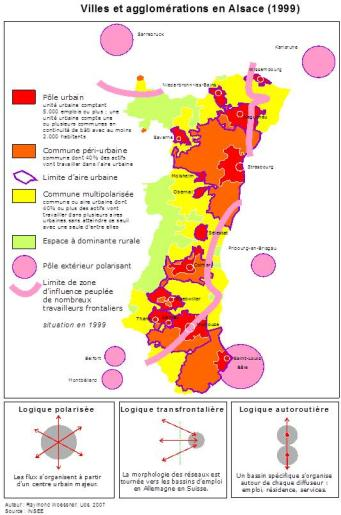 Villes et agglomérations en Alsace (1999)
Sarrebruck
Karlsruhe
Wissembourg
Niederbronn-les-Bains
Haguenau
Saverne
Strasbourg
Molsheim
Obernai
Sélestat
Fribourg-en-Brisgau
Colmar
Guebwiller
Thann
Mulhouse
Saint-Louis
Bâle
Belfort
Montbéliard
Pôle urbain
unité urbaine comptant
5.000 emplois ou plus ; une
unité urbaine compte une
ou plusieurs communes en
continuité de bâti avec au moins
2.000 habitants
Commune péri-urbaine
commune dont 40% des actifs
vont travailler dans l'aire urbaine
Limite d'aire urbaine
Commune multipolarisée
commune ou aire urbaine dont
40% ou plus des actifs vont
travailler dans plusieurs aires
urbaines sans atteindre ce seuil
avec une seule d'entre elles
Espace à dominante rurale
Pôle extérieur polarisant
Limite de zone
d'influence peuplée
de nombreux
travailleurs frontaliers
situation en 1999
Logique polarisée
Les flux s'organisent à partir
d'un centre urbain majeur.
Logique transfrontalière
La morphologie des réseaux est
tournée vers les bassins d'emploi
en Allemagne en Suisse.
Logique autoroutière
Un bassin spécifique s'organise
autour de chaque diffuseur :
emploi, résidence, services.
Auteur : Raymond Woessner, UdS, 2007
Source : INSEE